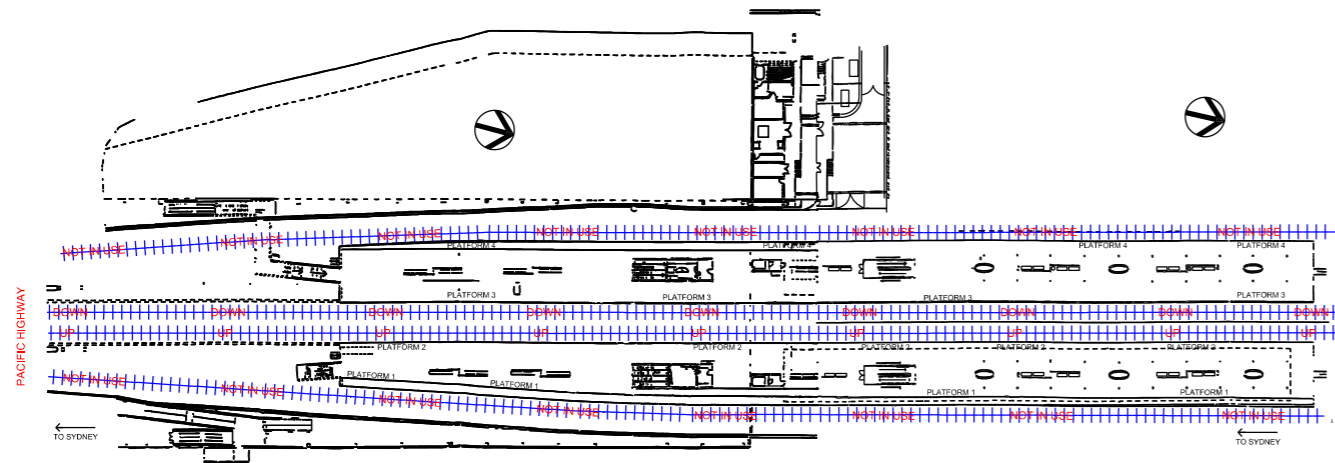 NOT IN USE NOT IN USE NOT IN USE NOT IN USE NOT IN USE NOT IN USE NOT IN USE NOT IN USE
PLATFORM 4 PLATFORM 4 PLATFORM 4 PLATFORM 4
PLATFORM 3 PLATFORM 3 PLATFORM 3 PLATFORM 3
DOWN DOWN DOWN DOWN DOWN DOWN DOWN DOWN DOWN
UP UP UP UP UP UP UP UP UP
PACIFIC HIGHWAY
PLATFORM 2 PLATFORM 2 PLATFORM 2 PLATFORM 2
PLATFORM 1 PLATFORM 1 PLATFORM 1 PLATFORM 1
NOT IN USE NOT IN USE NOT IN USE NOT IN USE NOT IN USE NOT IN USE NOT IN USE NOT IN USE
TO SYDNEY TO SYDNEY